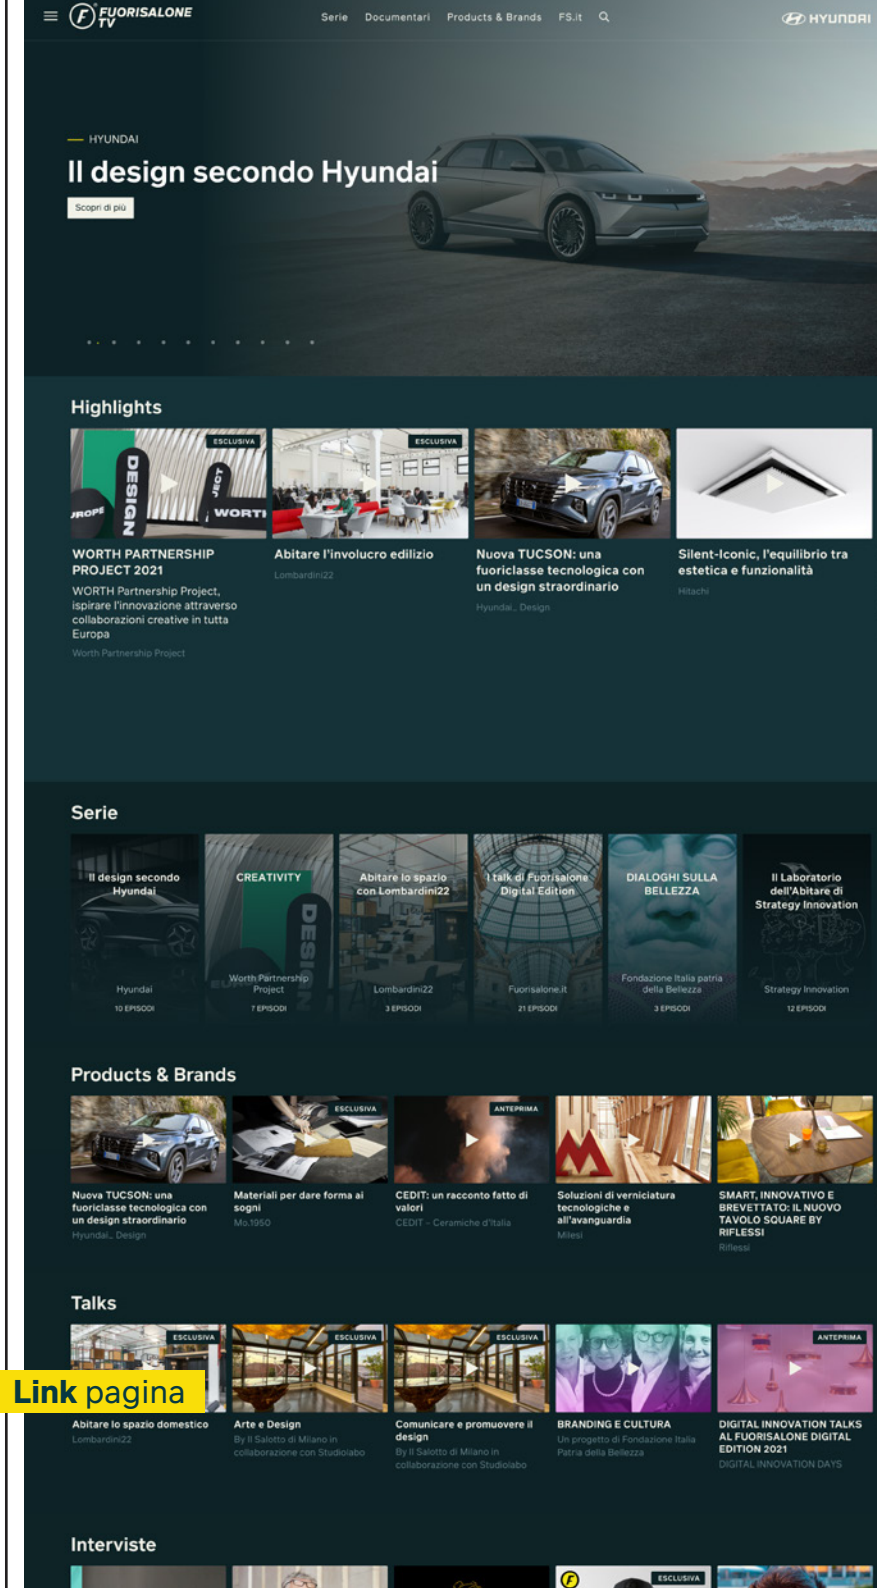 FUORISALONE
TV
Serie Documentari Products & Brands FS.it
HYUNDAI
HYUNDAI
Il design secondo Hyundai
Scopri di più
Highlights
ESCLUSIVA
ESCLUSIVA
DESIGN
WORTH PARTNERSHIP
PROJECT 2021
WORTH Partnership Project,
ispirare l'innovazione attraverso
collaborazioni creative in tutta
Europa
Worth Partnership Project
Abitare l'involucro edilizio
Lombardini22
Nuova TUCSON: una
fuoriclasse tecnologica con
un design straordinario
Hyundai_ Design
Silent-Iconic, l'equilibrio tra
estetica e funzionalità
Hitachi
Serie
Il design secondo
Hyundai
Hyundai
10 EPISODI
CREATIVITY
DESIGN
Worth Partnership
Project
7 EPISODI
Abitare lo spazio
con Lombardini22
Lombardini22
3 EPISODI
I talk di Fuorisalone
Digital Edition
Fuorisalone.it
21 EPISODI
DIALOGHI SULLA
BELLEZZA
Fondazione Italia patria
della Bellezza
3 EPISODI
Il Laboratorio
dell'Abitare di
Strategy Innovation
Strategy Innovation
12 EPISODI
Products & Brands
ESCLUSIVA
ANTEPRIMA
Nuova TUCSON: una
fuoriclasse tecnologica con
un design straordinario
Hyundai_ Design
Materiali per dare forma ai
sogni
Mo.1950
CEDIT: un racconto fatto di
valori
CEDIT - Ceramiche d'Italia
Soluzioni di verniciatura
tecnologiche e
all'avanguardia
Milesi
SMART, INNOVATIVO E
BREVETTATO: IL NUOVO
TAVOLO SQUARE BY
RIFLESSI
Riflessi
Talks
ESCLUSIVA
ESCLUSIVA
ESCLUSIVA
ANTEPRIMA
Link pagina
Abitare lo spazio domestico
Lombardini22
Arte e Design
By Il Salotto di Milano in
collaborazione con Studiolabo
Comunicare e promuovere il
design
By Il Salotto di Milano in
collaborazione con Studiolabo
BRANDING E CULTURA
Un progetto di Fondazione Italia
Patria della Bellezza
DIGITAL INNOVATION TALKS
AL FUORISALONE DIGITAL
EDITION 2021
DIGITAL INNOVATION DAYS
Interviste
ESCLUSIVA